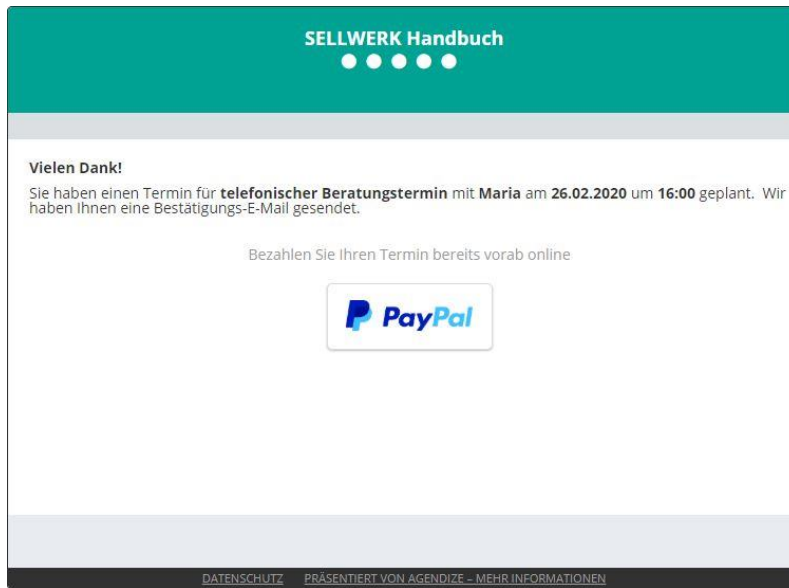 SELLWERK Handbuch
Vielen Dank!
Sie haben einen Termin für telefonischer Beratungstermin mit Maria am 26.02.2020 um 16:00 geplant. Wir
haben Ihnen eine Bestätigungs-E-Mail gesendet.
Bezahlen Sie Ihren Termin bereits vorab online
PayPal
DATENSCHUTZ PRÄSENTIERT VON AGENDIZE – MEHR INFORMATIONEN